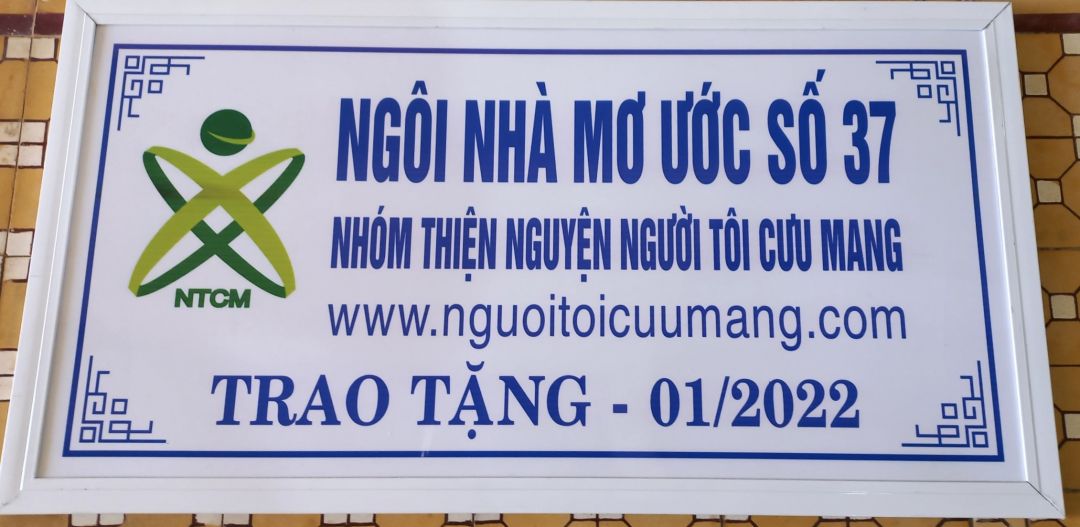 NGÔI NHÀ MƠ ƯỚC SỐ 37
NHÓM THIỆN NGUYỆN NGƯỜI TÔI CƯU MANG
NTCM
www.nguoitoicuumang.com
TRAO TẶNG - 01/2022